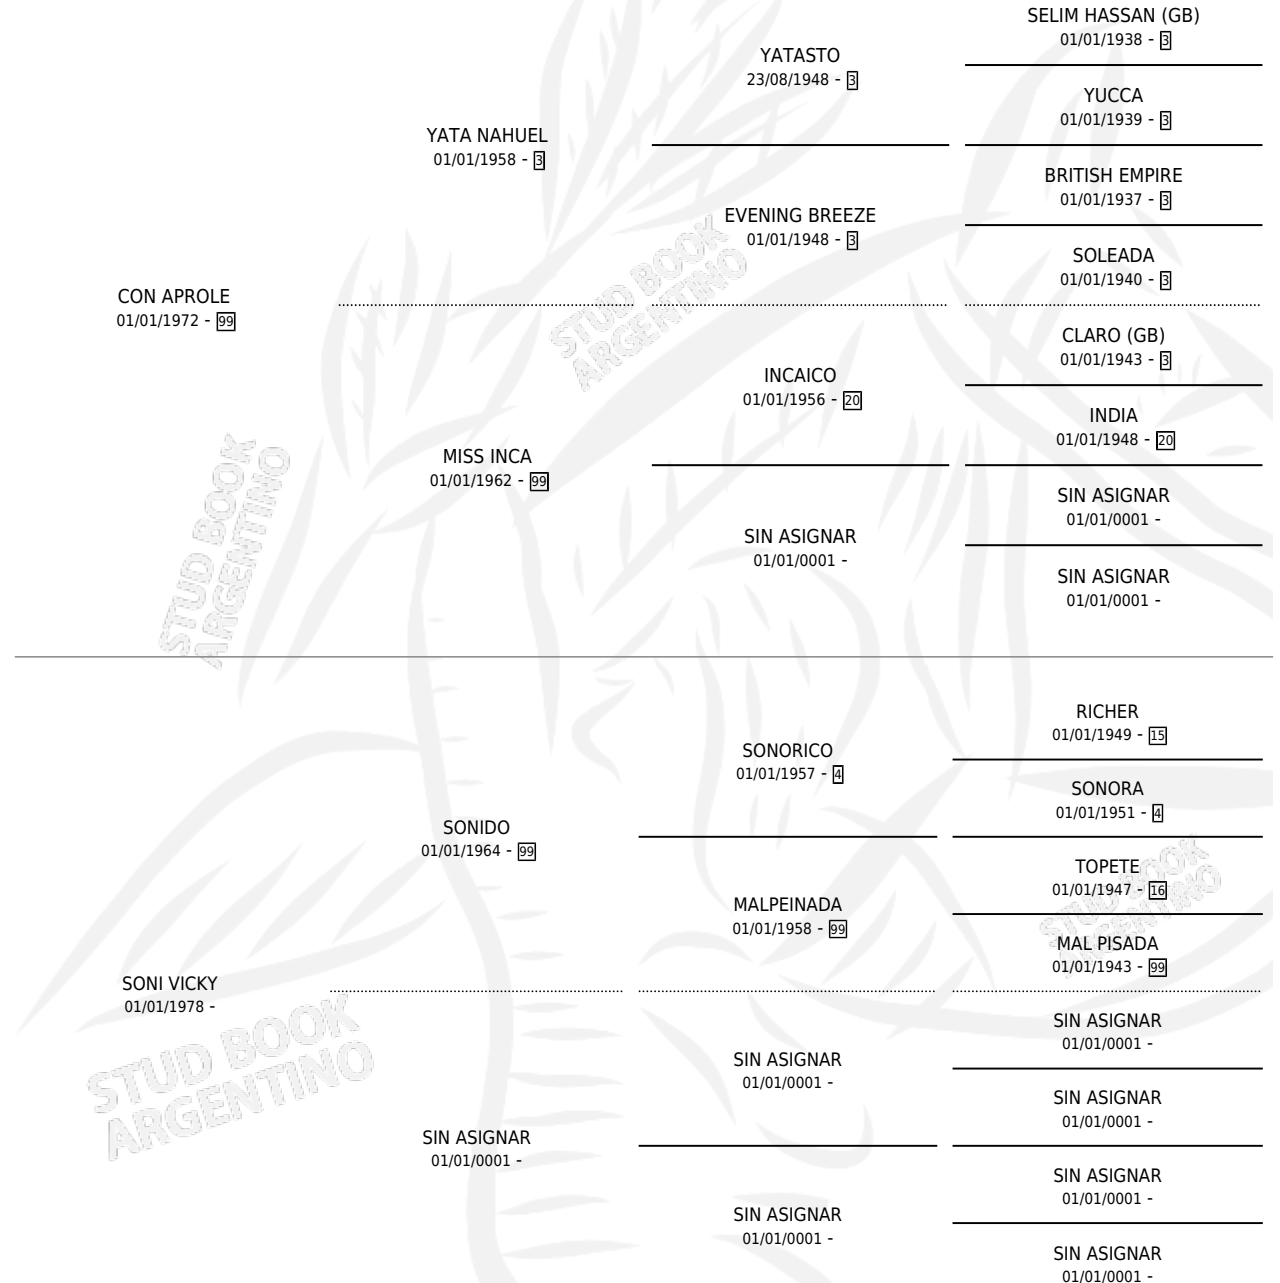 SELIM HASSAN (GB)
01/01/1938 - 3
YATASTO
23/08/1948 - 3
YUCCA
01/01/1939 - 3
YATA NAHUEL
01/01/1958 - 3
BRITISH EMPIRE
01/01/1937 - 3
EVENING BREEZE
01/01/1948 - 3
SOLEADA
01/01/1940 - 3
CON APROLE
01/01/1972 - 99
CLARO (GB)
01/01/1943 - 3
INCAICO
01/01/1956 - 20
INDIA
01/01/1948 - 20
MISS INCA
01/01/1962 - 99
SIN ASIGNAR
01/01/0001 -
SIN ASIGNAR
01/01/0001 -
SIN ASIGNAR
01/01/0001 -
RICHER
01/01/1949 - 15
SONORICO
01/01/1957 - 4
SONORA
01/01/1951 - 4
SONIDO
01/01/1964 - 99
TOPETE
01/01/1947 - 16
MALPEINADA
01/01/1958 - 99
MAL PISADA
01/01/1943 - 99
SONI VICKY
01/01/1978 -
SIN ASIGNAR
01/01/0001 -
SIN ASIGNAR
01/01/0001 -
SIN ASIGNAR
01/01/0001 -
SIN ASIGNAR
01/01/0001 -
SIN ASIGNAR
01/01/0001 -
SIN ASIGNAR
01/01/0001 -
SIN ASIGNAR
01/01/0001 -
STUD BOOK
ARGENTINO
STUD BOOK
ARGENTINO
STUD BOOK
ARGENTINO
STUD BOOK
ARGENTINO